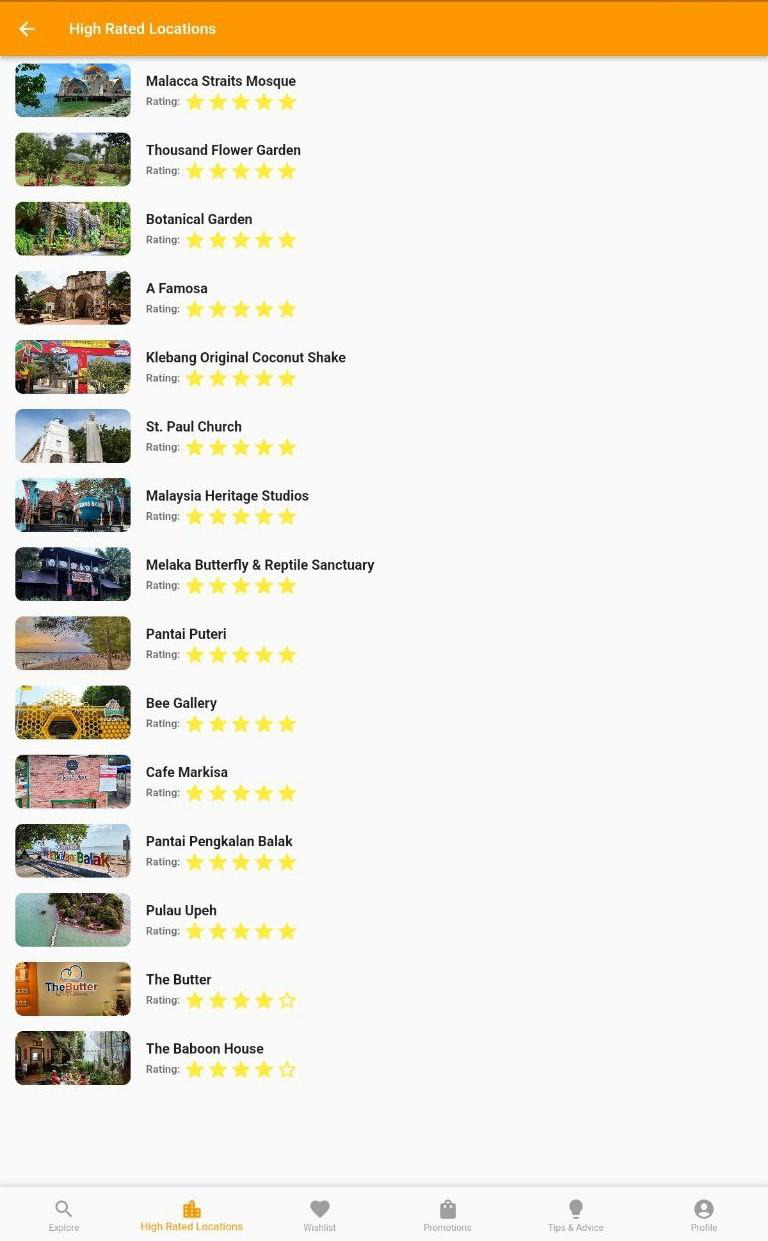 High Rated Locations
Malacca Straits Mosque
Rating:
Thousand Flower Garden
Rating:
Botanical Garden
Rating:
A Famosa
Rating:
Klebang Original Coconut Shake
Rating:
St. Paul Church
Rating:
Malaysia Heritage Studios
Rating:
Melaka Butterfly & Reptile Sanctuary
Rating:
Pantai Puteri
Rating:
Bee Gallery
Rating:
Cafe Markisa
Rating:
Pantai Pengkalan Balak
Rating:
Balak
Pulau Upeh
Rating:
The Butter
Rating:
TheButter
The Baboon House
Rating:
Explore
High Rated Locations
Wishlist
Promotions
Tips & Advice
Profile